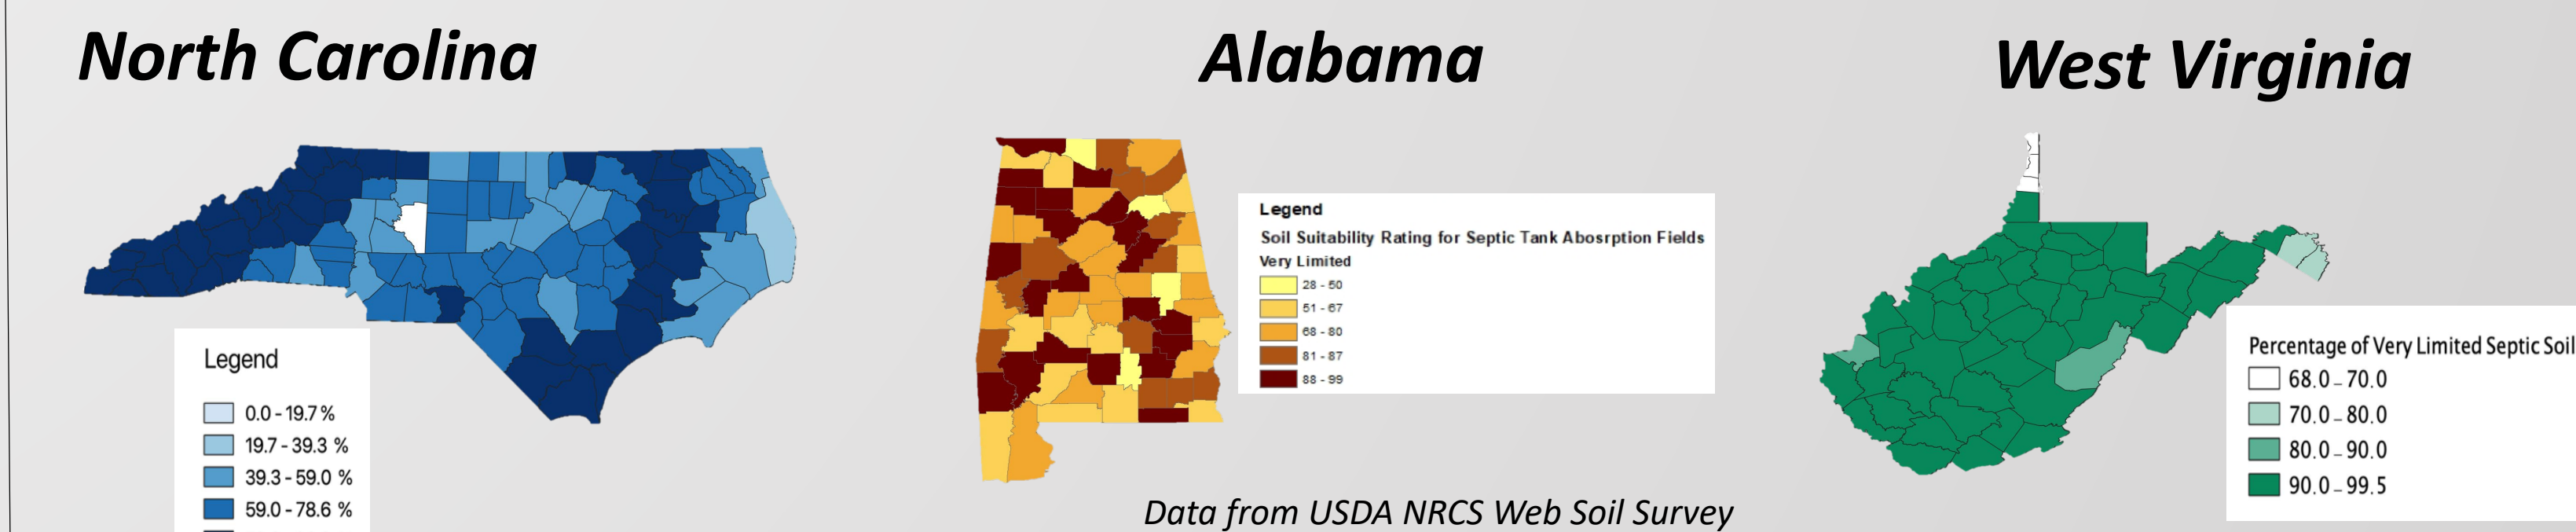 North Carolina
Alabama
West Virginia
Legend
0.0 - 19.7 %
19.7 - 39.3 %
39.3 - 59.0 %
59.0 - 78.6 %
Legend
Soil Suitability Rating for Septic Tank Abosrption Fields
Very Limited
28 - 50
51 - 67
68 - 80
81 - 87
88 - 99
Percentage of Very Limited Septic Soil
68.0 – 70.0
70.0 – 80.0
80.0 – 90.0
90.0 – 99.5
Data from USDA NRCS Web Soil Survey